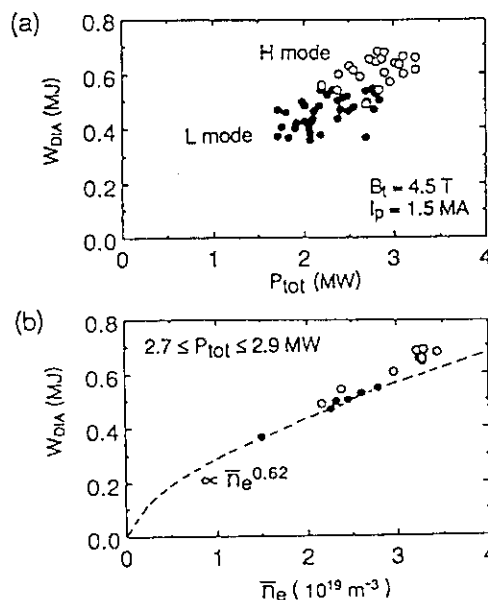 (a)
0.8
0.6
0.4
0.2
0.0
W_DIA (MJ)
H mode
L mode
B_t = 4.5 T
I_p = 1.5 MA
0 1 2 3 4
P_tot (MW)
(b)
0.8
0.6
0.4
0.2
0.0
W_DIA (MJ)
2.7 ≤ P_tot ≤ 2.9 MW
∝ n̅_e^0.62
0 1 2 3 4
n̅_e (10^19 m^-3)